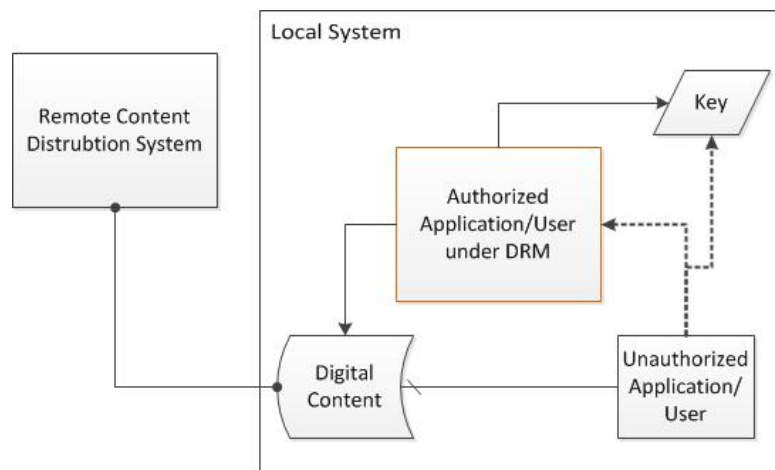 Local System
Remote Content
Distrubtion System
Key
Authorized
Application/User
under DRM
Digital
Content
Unauthorized
Application/
User